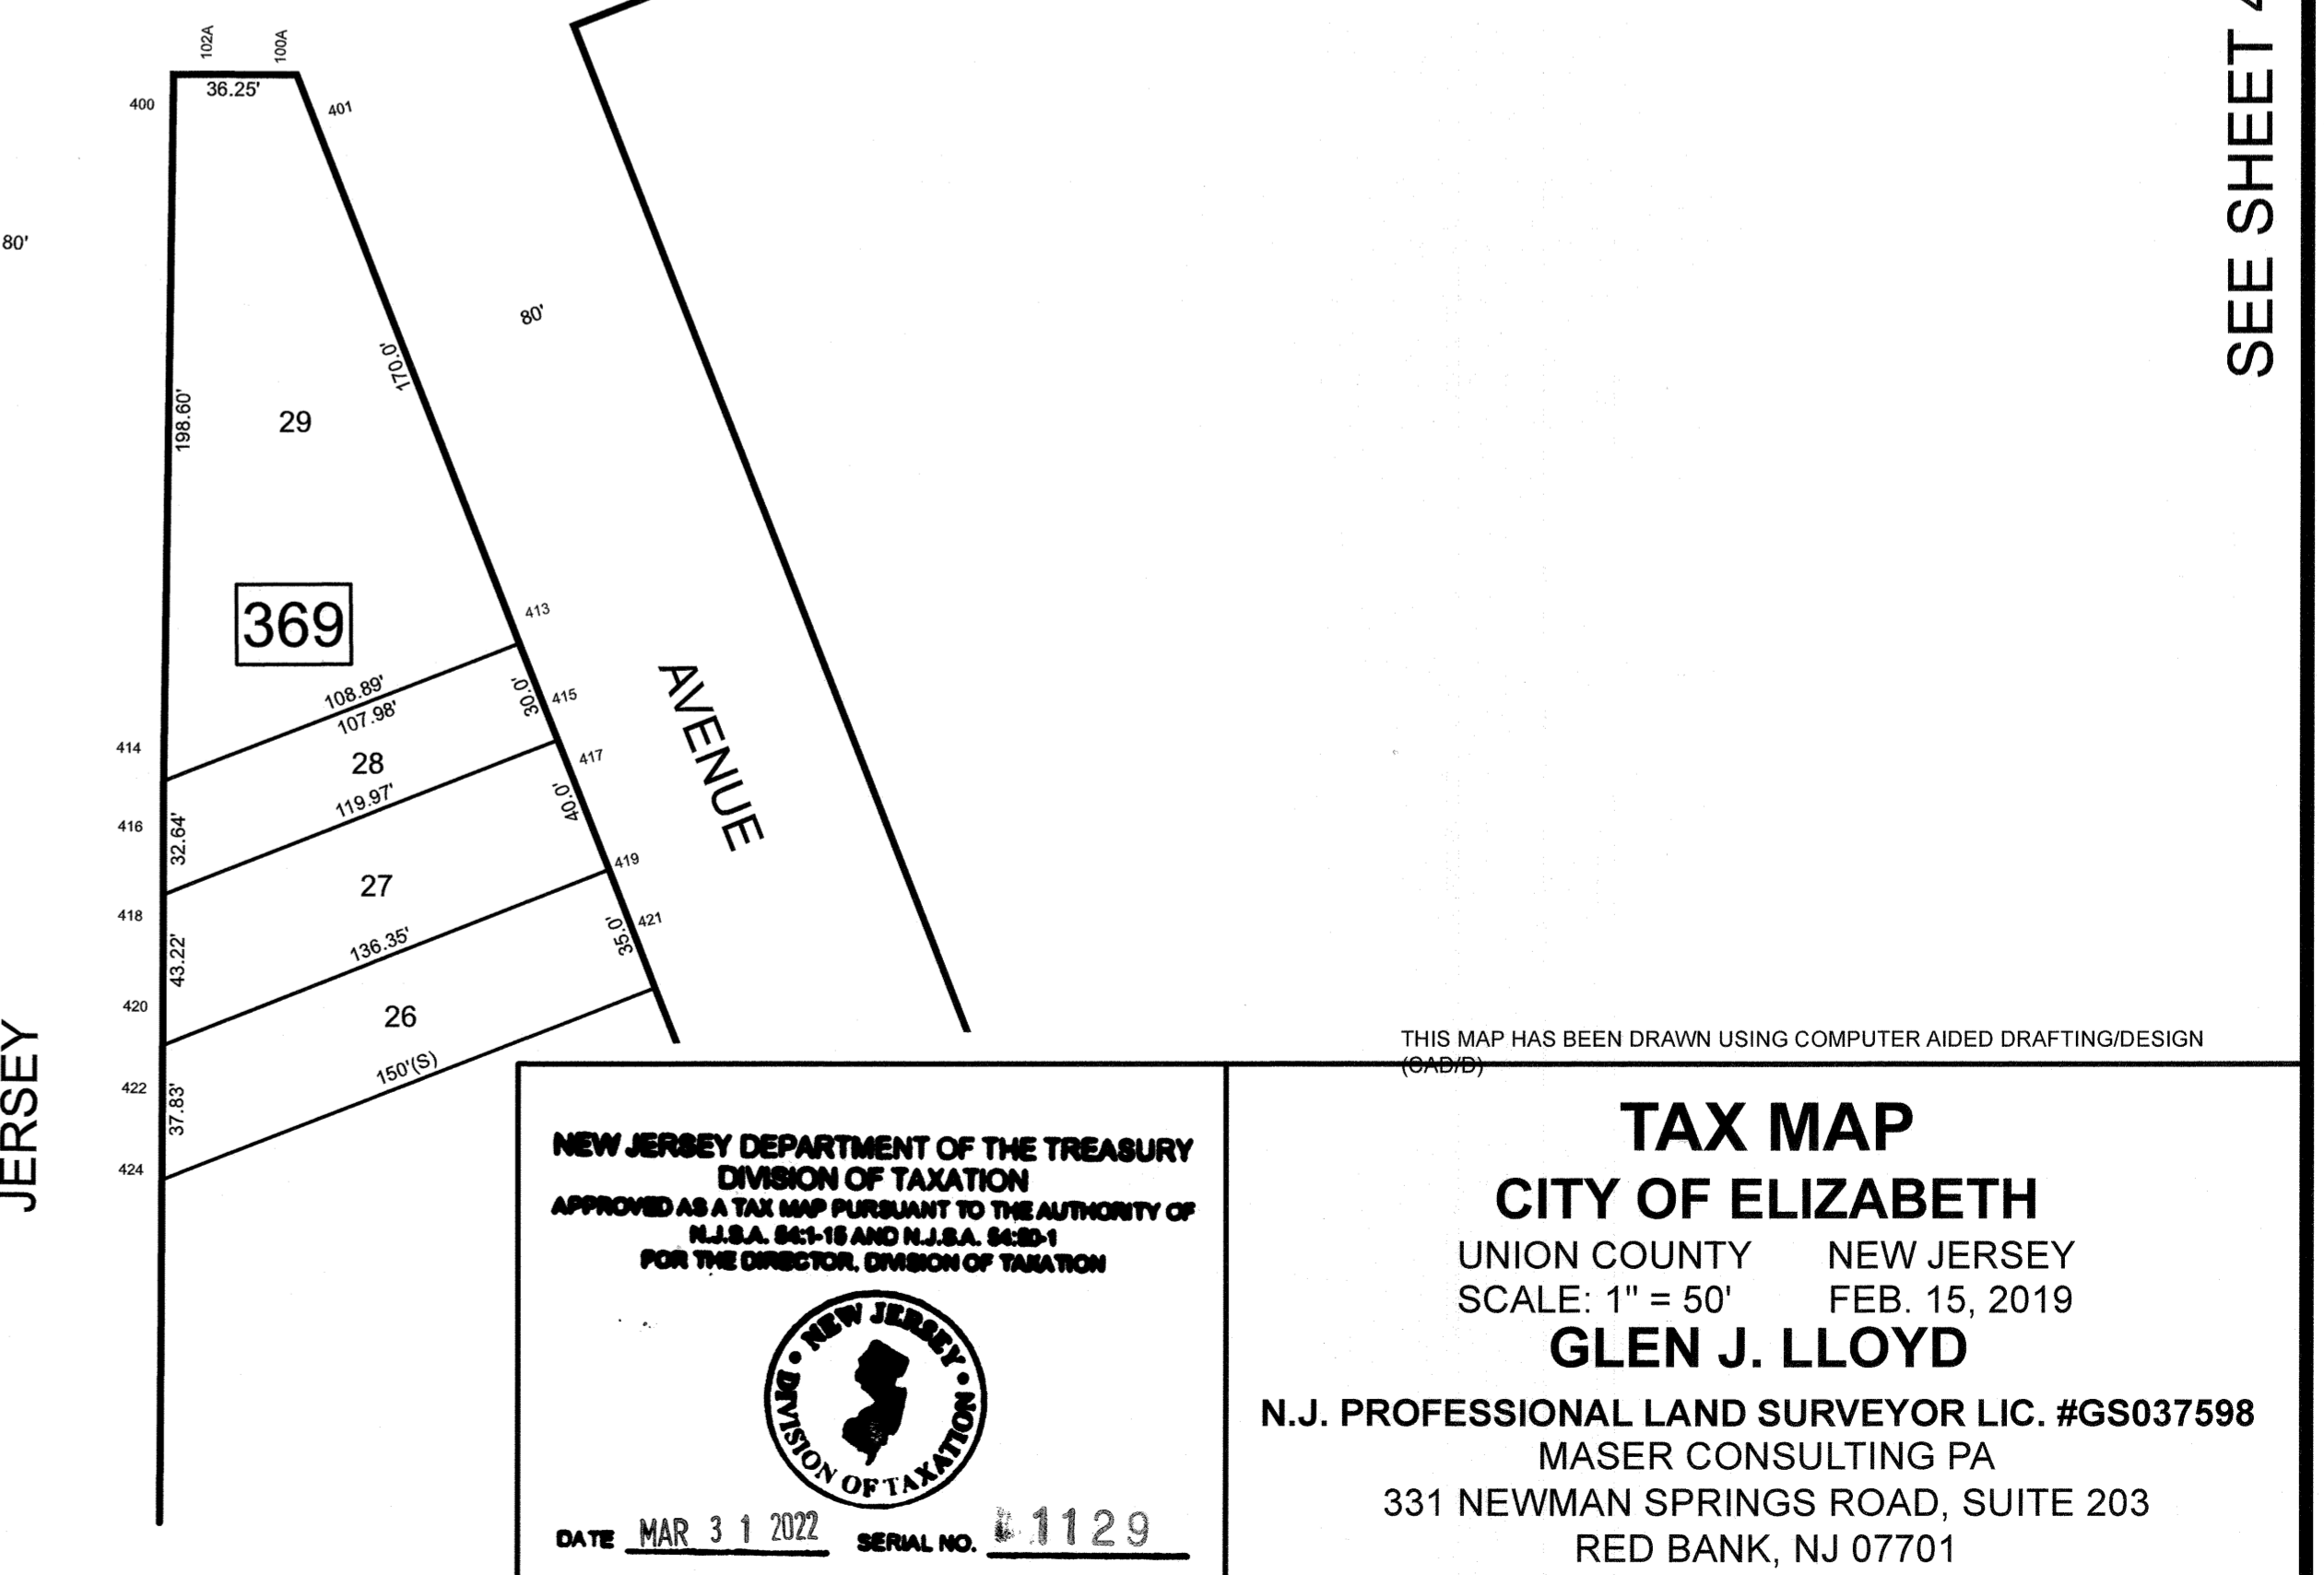 102A
100A
36.25'
400
401
SEE SHEET
80'
80'
170.0'
198.60'
29
369
413
108.89'
107.98'
30.0'
415
AVENUE
414
28
417
119.97'
40.0'
416
32.64'
419
27
418
421
136.35'
35.0'
43.22'
420
26
JERSEY
150'(S)
422
37.83'
424
THIS MAP HAS BEEN DRAWN USING COMPUTER AIDED DRAFTING/DESIGN
(CAD/D)
NEW JERSEY DEPARTMENT OF THE TREASURY
DIVISION OF TAXATION
APPROVED AS A TAX MAP PURSUANT TO THE AUTHORITY OF
N.J.S.A. 54:1-15 AND N.J.S.A. 54:50-1
FOR THE DIRECTOR, DIVISION OF TAXATION
NEW JERSEY
DIVISION OF TAXATION
DATE MAR 31 2022 SERIAL NO. 1129
TAX MAP
CITY OF ELIZABETH
UNION COUNTY NEW JERSEY
SCALE: 1" = 50' FEB. 15, 2019
GLEN J. LLOYD
N.J. PROFESSIONAL LAND SURVEYOR LIC. #GS037598
MASER CONSULTING PA
331 NEWMAN SPRINGS ROAD, SUITE 203
RED BANK, NJ 07701